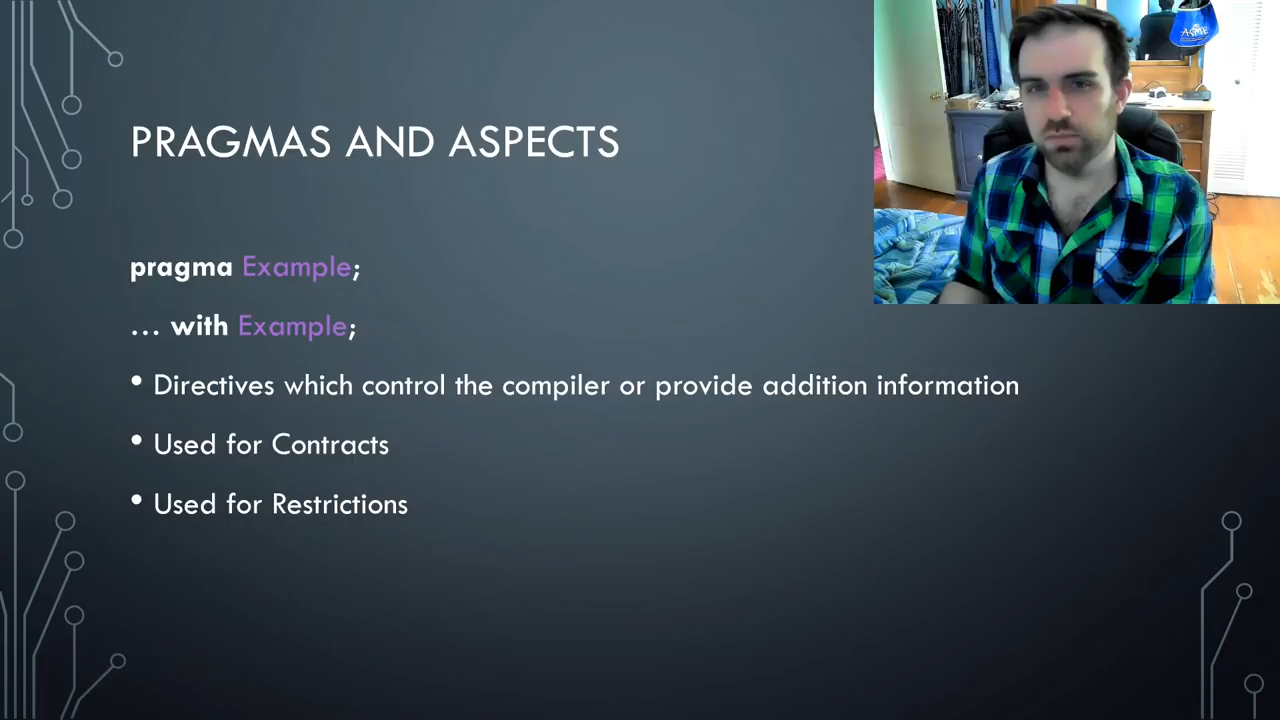 PRAGMAS AND ASPECTS
pragma Example;
... with Example;
• Directives which control the compiler or provide addition information
• Used for Contracts
• Used for Restrictions
ASME